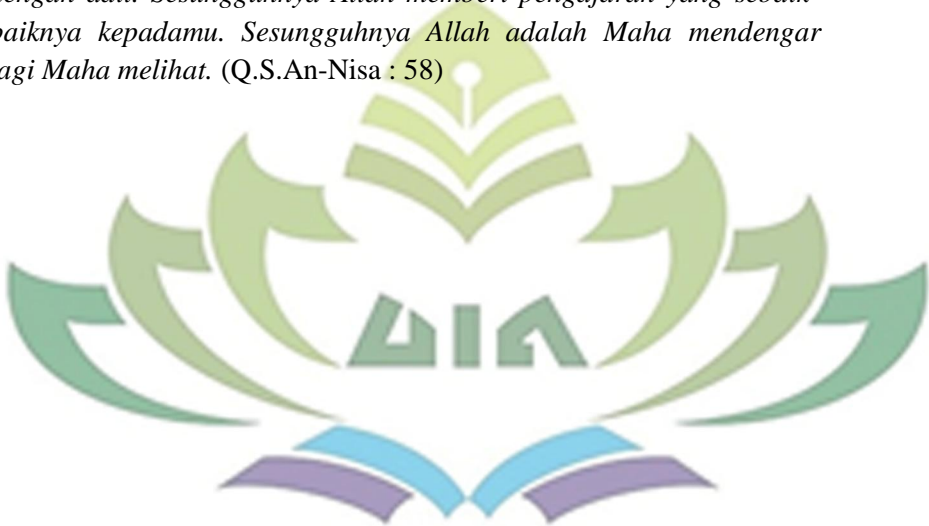 dengan adil. Sesungguhnya Allah memberi pengajaran yang sebaik-
baiknya kepadamu. Sesungguhnya Allah adalah Maha mendengar
lagi Maha melihat. (Q.S.An-Nisa : 58)
UIN